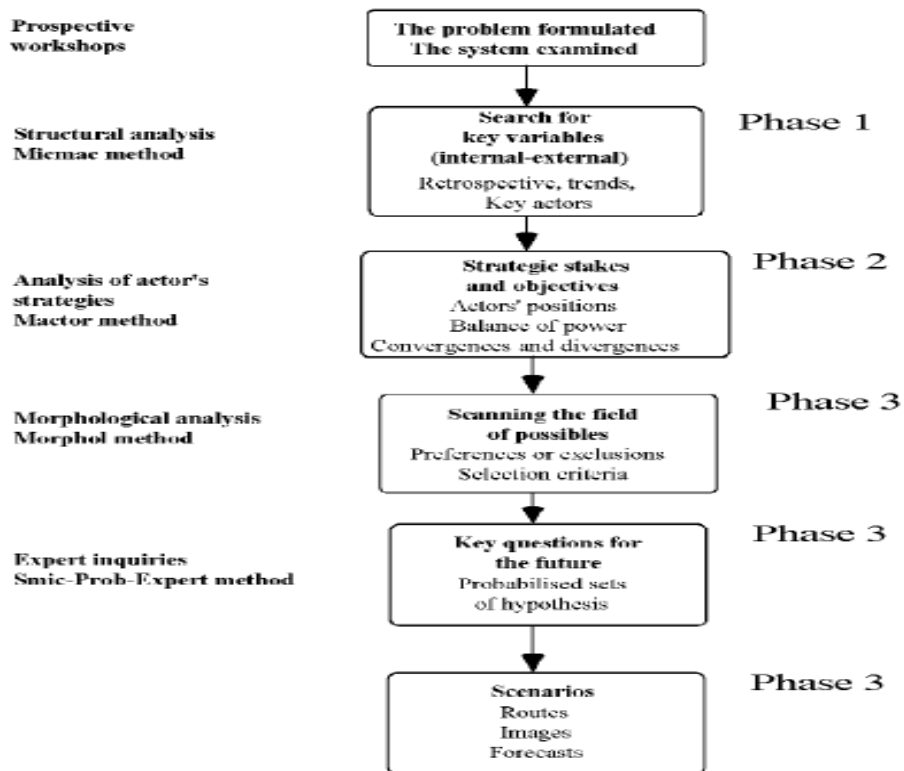 Prospective
workshops
The problem formulated
The system examined
Structural analysis
Micmac method
Search for
key variables
(internal-external)
Retrospective, trends,
Key actors
Phase 1
Analysis of actor's
strategies
Mactor method
Strategic stakes
and objectives
Actors' positions
Balance of power
Convergences and divergences
Phase 2
Morphological analysis
Morphol method
Scanning the field
of possibles
Preferences or exclusions
Selection criteria
Phase 3
Expert inquiries
Smic-Prob-Expert method
Key questions for
the future
Probabilised sets
of hypothesis
Phase 3
Scenarios
Routes
Images
Forecasts
Phase 3